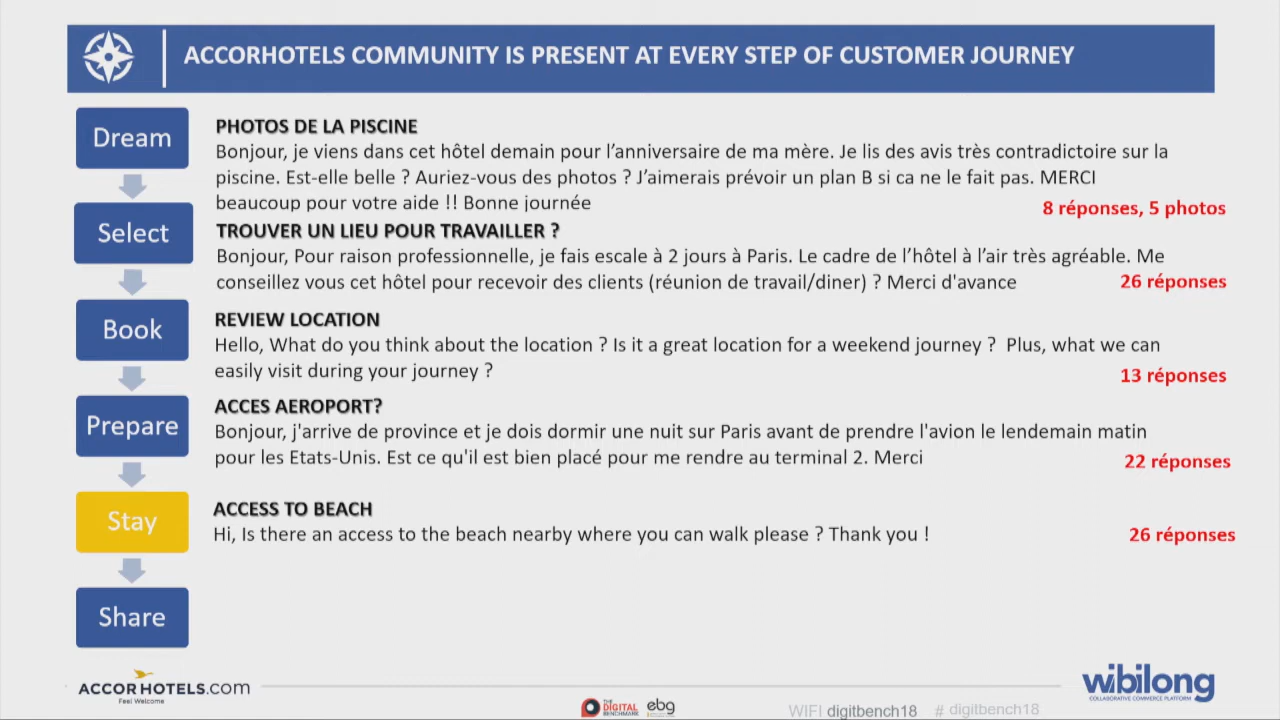 ACCORHOTELS COMMUNITY IS PRESENT AT EVERY STEP OF CUSTOMER JOURNEY
Dream
PHOTOS DE LA PISCINE
Bonjour, je viens dans cet hôtel demain pour l’anniversaire de ma mère. Je lis des avis très contradictoire sur la
piscine. Est-elle belle ? Auriez-vous des photos ? J’aimerais prévoir un plan B si ca ne le fait pas. MERCI
beaucoup pour votre aide !! Bonne journée
8 réponses, 5 photos
Select
TROUVER UN LIEU POUR TRAVAILLER ?
Bonjour, Pour raison professionnelle, je fais escale à 2 jours à Paris. Le cadre de l’hôtel à l’air très agréable. Me
conseillez vous cet hôtel pour recevoir des clients (réunion de travail/diner) ? Merci d'avance
26 réponses
Book
REVIEW LOCATION
Hello, What do you think about the location ? Is it a great location for a weekend journey ? Plus, what we can
easily visit during your journey ?
13 réponses
Prepare
ACCES AEROPORT?
Bonjour, j'arrive de province et je dois dormir une nuit sur Paris avant de prendre l'avion le lendemain matin
pour les Etats-Unis. Est ce qu'il est bien placé pour me rendre au terminal 2. Merci
22 réponses
Stay
ACCESS TO BEACH
Hi, Is there an access to the beach nearby where you can walk please ? Thank you !
26 réponses
Share
ACCORHOTELS.com
Feel Welcome
wibilong
COLLABORATIVE COMMERCE PLATFORM
THE
DIGITAL
BENCHMARK
ebg
WIFI digitbench18 # digitbench18